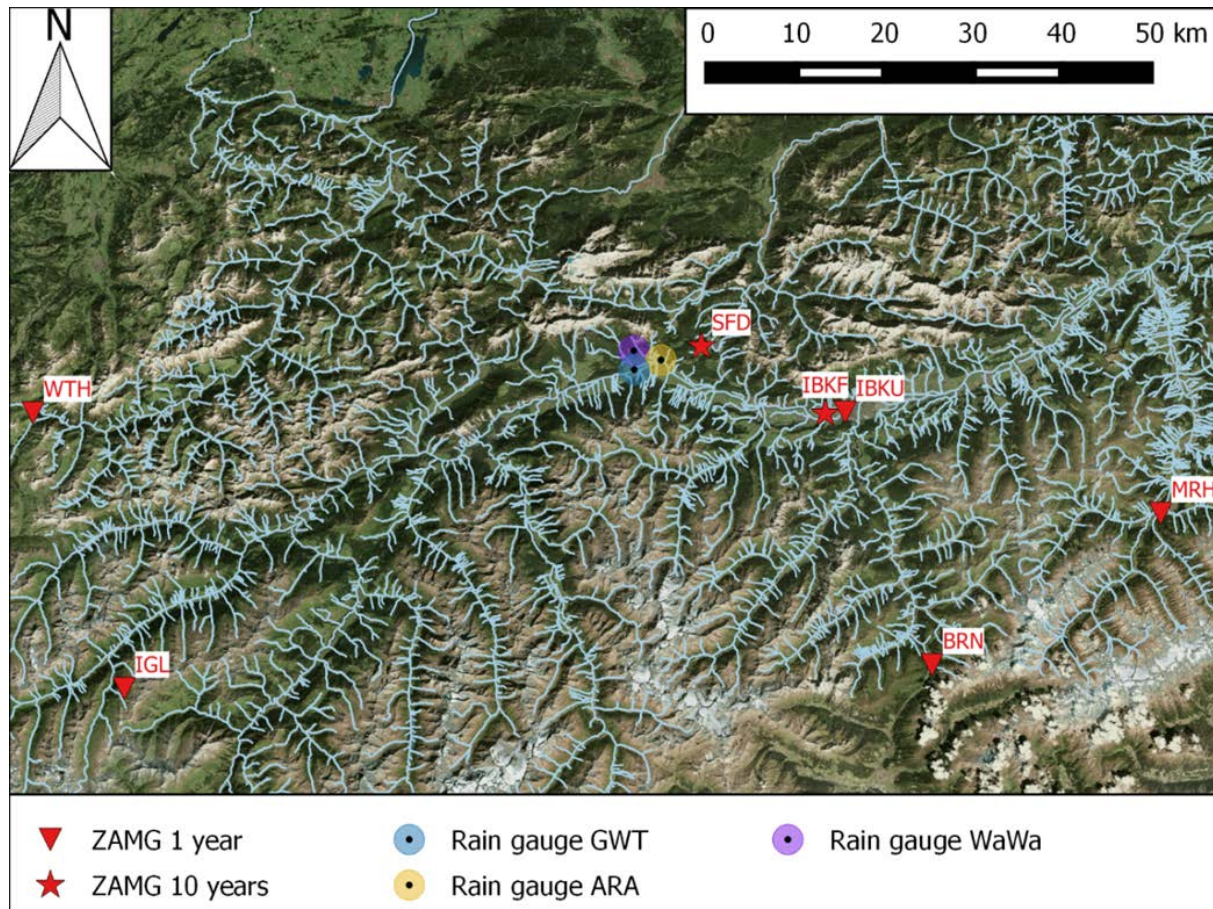 N
0 10 20 30 40 50 km
SFD
WTH
IBKF IBKU
MRH
BRN
IGL
ZAMG 1 year
Rain gauge GWT
Rain gauge WaWa
ZAMG 10 years
Rain gauge ARA